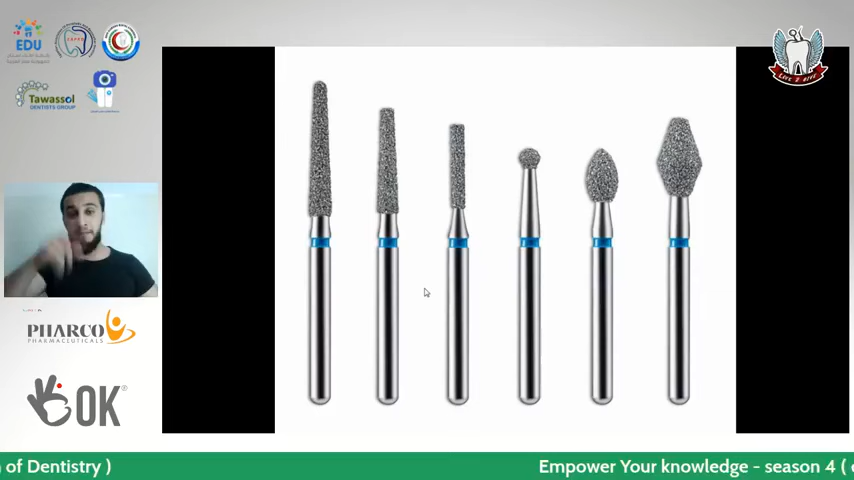 EDU
Tawassol
DENTISTS GROUP
Live 2 give
PHARCO
PHARMACEUTICALS
OK®
of Dentistry )
Empower Your knowledge - season 4 (